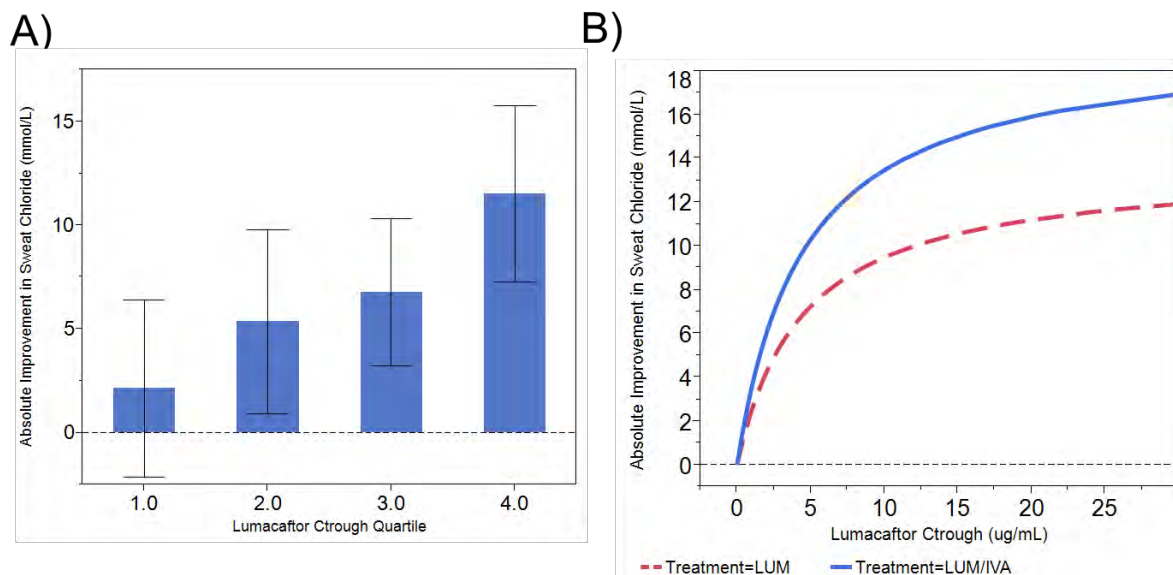 A)
Absolute Improvement in Sweat Chloride (mmol/L)
15
10
5
0
1.0 2.0 3.0 4.0
Lumacaftor Ctrough Quartile
B)
Absolute Improvement in Sweat Chloride (mmol/L)
18
16
14
12
10
8
6
4
2
0
0 5 10 15 20 25
Lumacaftor Ctrough (ug/mL)
Treatment=LUM Treatment=LUM/IVA